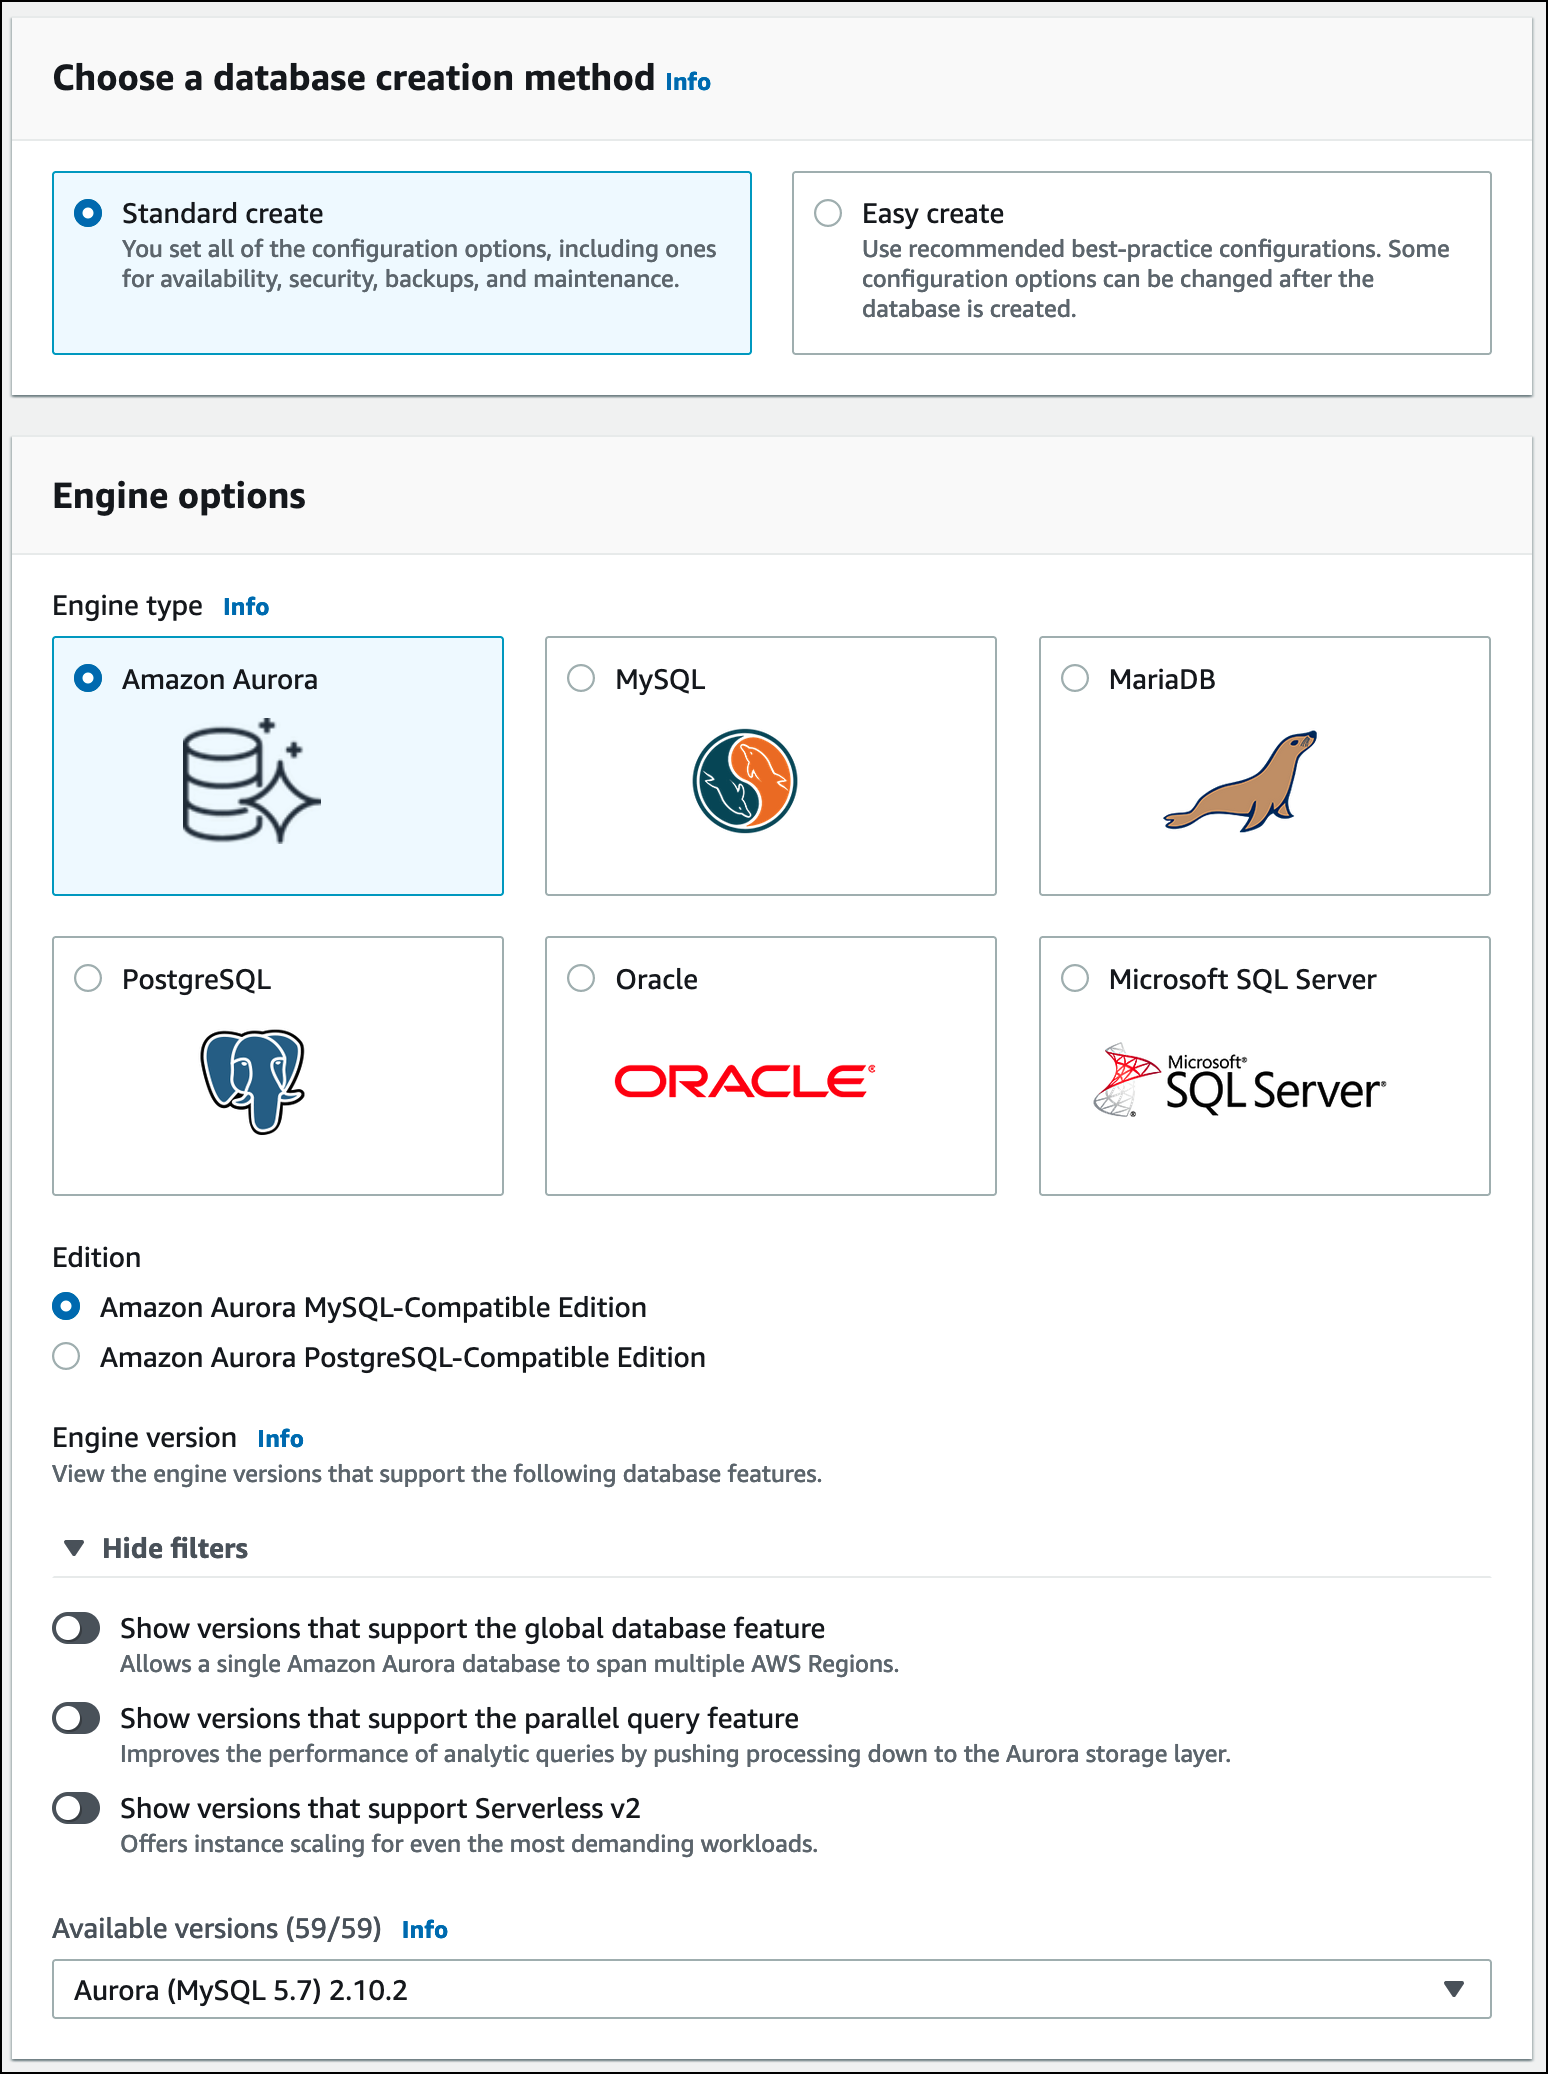 Choose a database creation method Info
Standard create
You set all of the configuration options, including ones
for availability, security, backups, and maintenance.
Easy create
Use recommended best-practice configurations. Some
configuration options can be changed after the
database is created.
Engine options
Engine type Info
Amazon Aurora
MySQL
MariaDB
PostgreSQL
Oracle
ORACLE
Microsoft SQL Server
Microsoft®
SQL Server®
Edition
Amazon Aurora MySQL-Compatible Edition
Amazon Aurora PostgreSQL-Compatible Edition
Engine version Info
View the engine versions that support the following database features.
Hide filters
Show versions that support the global database feature
Allows a single Amazon Aurora database to span multiple AWS Regions.
Show versions that support the parallel query feature
Improves the performance of analytic queries by pushing processing down to the Aurora storage layer.
Show versions that support Serverless v2
Offers instance scaling for even the most demanding workloads.
Available versions (59/59) Info
Aurora (MySQL 5.7) 2.10.2